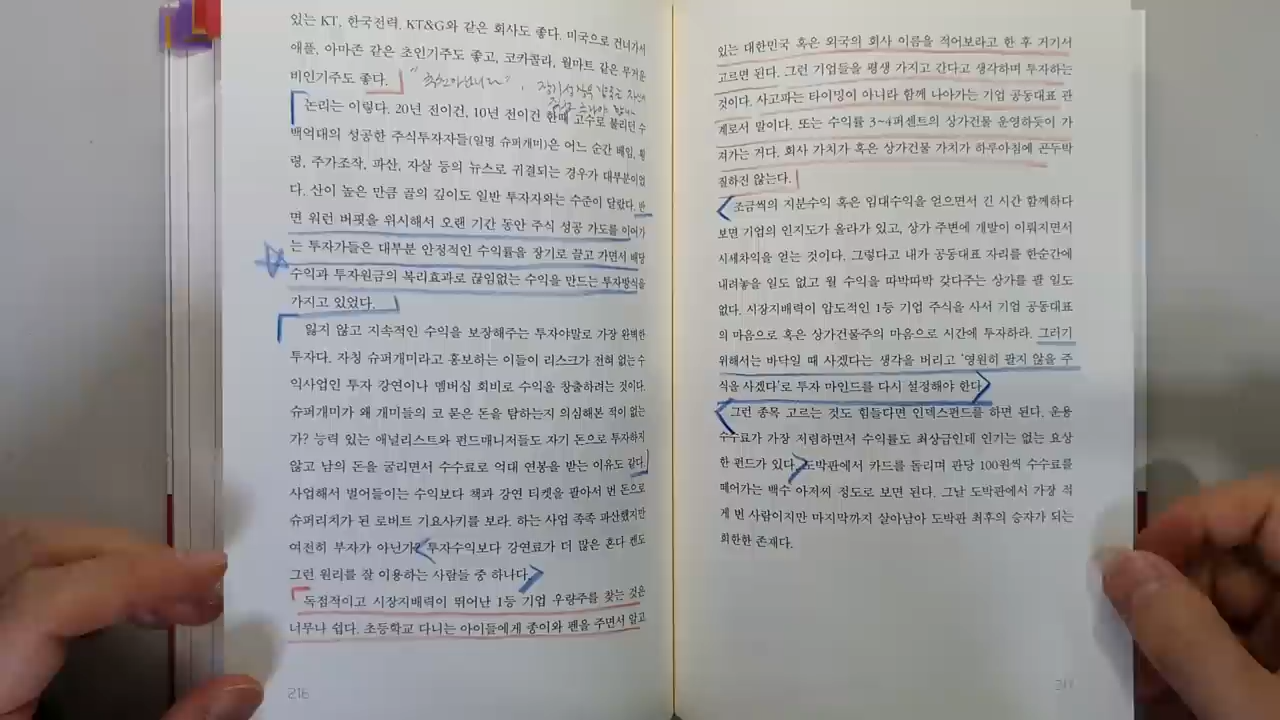 있는 KT, 한국전력, KT&G와 같은 회사도 좋다. 미국으로 건너가서
애플, 아마존 같은 초인기주도 좋고, 코카콜라, 월마트 같은 무거운
비인기주도 좋다.
논리는 이렇다. 20년 전이건, 10년 전이건 한때 고수로 불리던 수
백억대의 성공한 주식투자자들(일명 슈퍼개미)은 어느 순간 배임, 횡
령, 주가조작, 파산, 자살 등의 뉴스로 귀결되는 경우가 대부분이었
다. 산이 높은 만큼 골의 깊이도 일반 투자자와는 수준이 달랐다. 반
면 워런 버핏을 위시해서 오랜 기간 동안 주식 성공 가도를 이어가
는 투자가들은 대부분 안정적인 수익률을 장기로 끌고 가면서 배당
수익과 투자원금의 복리효과로 끊임없는 수익을 만드는 투자방식을
가지고 있었다.
잃지 않고 지속적인 수익을 보장해주는 투자야말로 가장 완벽한
투자다. 자칭 슈퍼개미라고 홍보하는 이들이 리스크가 전혀 없는 수
익사업인 투자 강연이나 멤버십 회비로 수익을 창출하려는 것이다.
슈퍼개미가 왜 개미들의 코 묻은 돈을 탐하는지 의심해본 적이 없는
가? 능력 있는 애널리스트와 펀드매니저들도 자기 돈으로 투자하지
않고 남의 돈을 굴리면서 수수료로 억대 연봉을 받는 이유도 같다.
사업해서 벌어들이는 수익보다 책과 강연 티켓을 팔아서 번 돈으로
슈퍼리치가 된 로버트 기요사키를 보라. 하는 사업 족족 파산했지만
여전히 부자가 아닌가? 투자수익보다 강연료가 더 많은 혼다 켄도
그런 원리를 잘 이용하는 사람들 중 하나다.
독점적이고 시장지배력이 뛰어난 1등 기업 우량주를 찾는 것은
너무나 쉽다. 초등학교 다니는 아이들에게 종이와 펜을 주면서 알고
216
있는 대한민국 혹은 외국의 회사 이름을 적어보라고 한 후 거기서
고르면 된다. 그런 기업들을 평생 가지고 간다고 생각하며 투자하는
것이다. 사고파는 타이밍이 아니라 함께 나아가는 기업 공동대표 관
계로서 말이다. 또는 수익률 3~4퍼센트의 상가건물 운영하듯이 가
져가는 거다. 회사 가치가 혹은 상가건물 가치가 하루아침에 곤두박
질하진 않는다.
조금씩의 지분수익 혹은 임대수익을 얻으면서 긴 시간 함께하다
보면 기업의 인지도가 올라가 있고, 상가 주변에 개발이 이뤄지면서
시세차익을 얻는 것이다. 그렇다고 내가 공동대표 자리를 한순간에
내려놓을 일도 없고 월 수익을 따박따박 갖다주는 상가를 팔 일도
없다. 시장지배력이 압도적인 1등 기업 주식을 사서 기업 공동대표
의 마음으로 혹은 상가건물주의 마음으로 시간에 투자하라. 그러기
위해서는 바닥일 때 사겠다는 생각을 버리고 '영원히 팔지 않을 주
식을 사겠다'로 투자 마인드를 다시 설정해야 한다.
그런 종목 고르는 것도 힘들다면 인덱스펀드를 하면 된다. 운용
수수료가 가장 저렴하면서 수익률도 최상급인데 인기는 없는 요상
한 펀드가 있다. 도박판에서 카드를 돌리며 판당 100원씩 수수료를
떼어가는 백수 아저씨 정도로 보면 된다. 그날 도박판에서 가장 적
게 번 사람이지만 마지막까지 살아남아 도박판 최후의 승자가 되는
희한한 존재다.